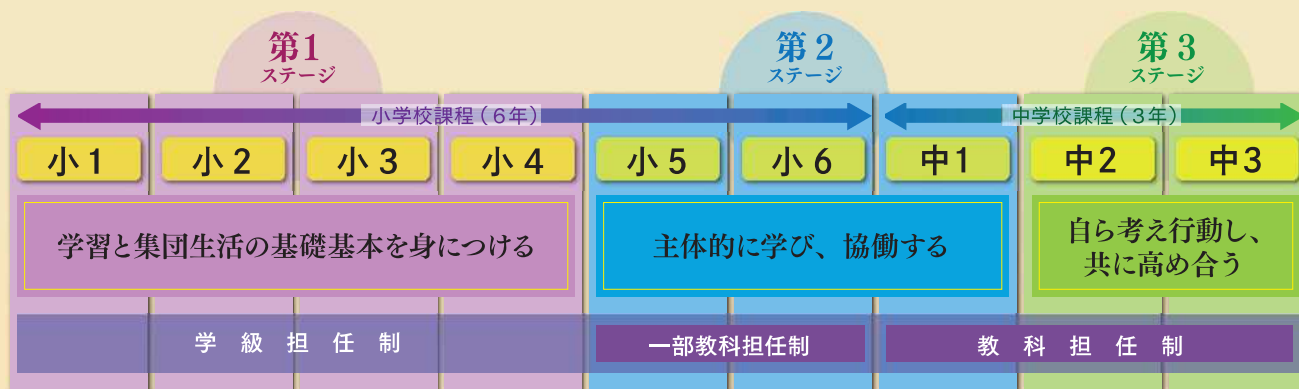 第1
ステージ
第2
ステージ
第3
ステージ
小学校課程(6年)
中学校課程(3年)
小1
小2
小3
小4
小5
小6
中1
中2
中3
学習と集団生活の基礎基本を身につける
主体的に学び、協働する
自ら考え行動し、
共に高め合う
学級担任制
一部教科担任制
教科担任制